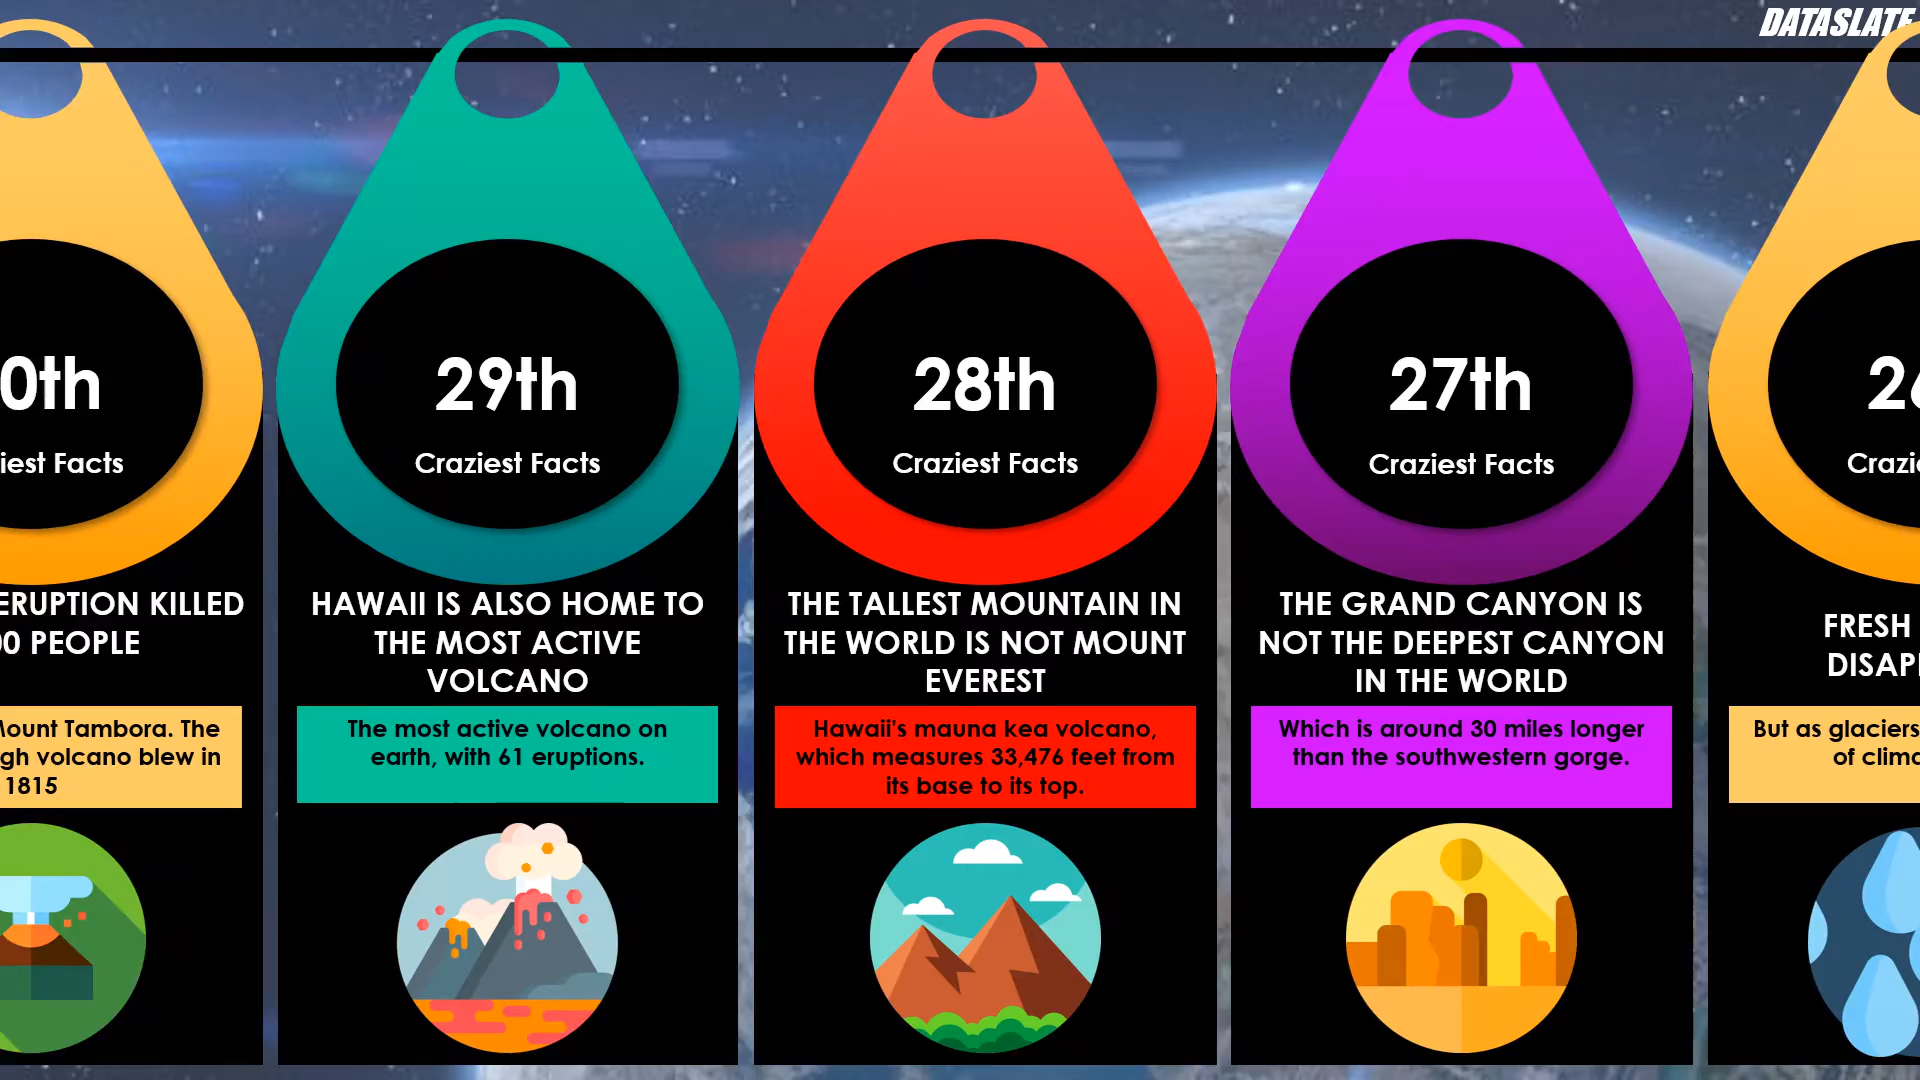 DATASLATE
0th
iest Facts
ERUPTION KILLED
00 PEOPLE
Mount Tambora. The
gh volcano blew in
1815
29th
Craziest Facts
HAWAII IS ALSO HOME TO
THE MOST ACTIVE
VOLCANO
The most active volcano on
earth, with 61 eruptions.
28th
Craziest Facts
THE TALLEST MOUNTAIN IN
THE WORLD IS NOT MOUNT
EVEREST
Hawaii's mauna kea volcano,
which measures 33,476 feet from
its base to its top.
27th
Craziest Facts
THE GRAND CANYON IS
NOT THE DEEPEST CANYON
IN THE WORLD
Which is around 30 miles longer
than the southwestern gorge.
26
Crazi
FRESH
DISAP
But as glaciers
of clima